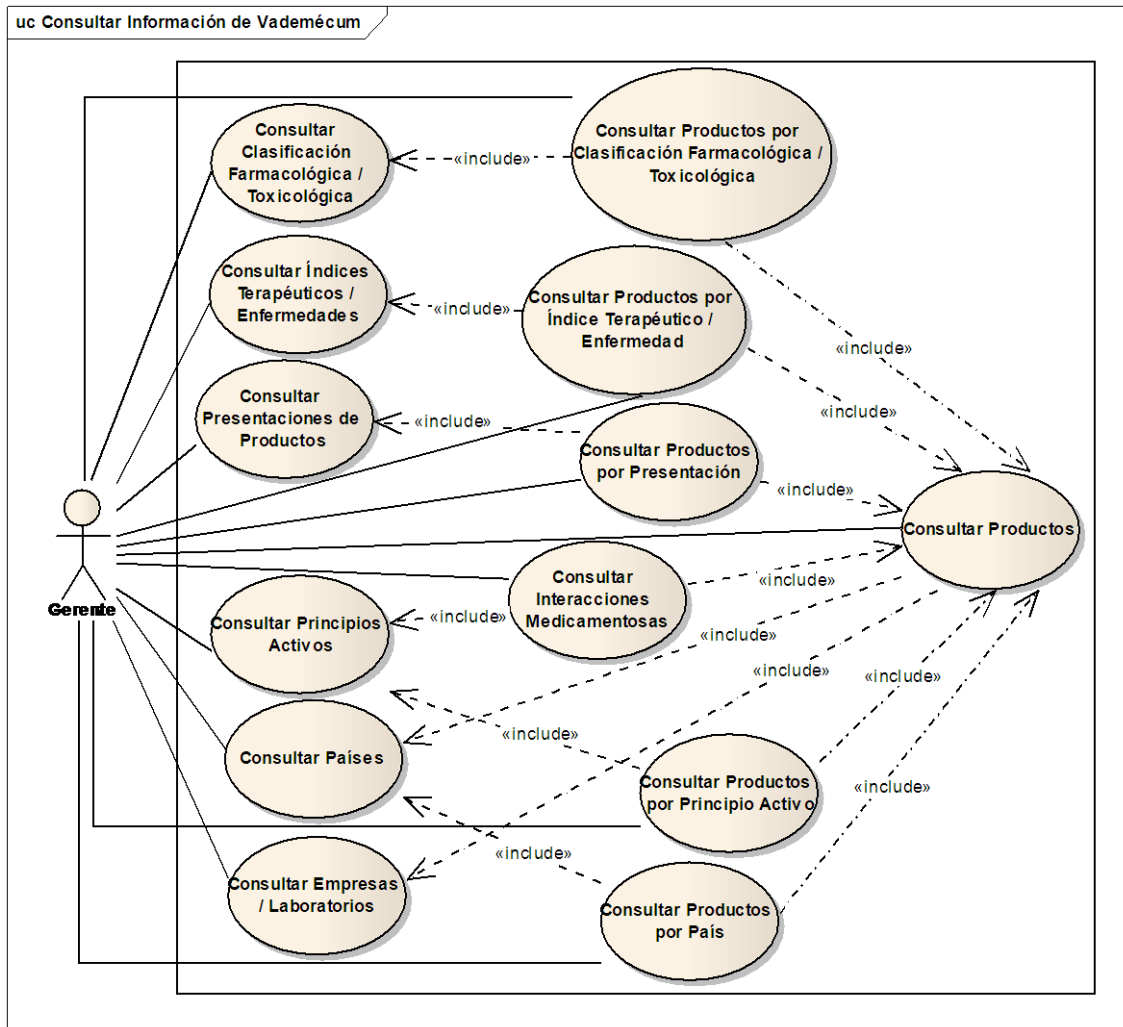 uc Consultar Información de Vademécum
Consultar
Clasificación
Farmacológica /
Toxicológica
«include»
Consultar Productos por
Clasificación Farmacológica /
Toxicológica
Consultar Índices
Terapéuticos /
Enfermedades
«include»
Consultar Productos por
Índice Terapéutico /
Enfermedad
«include»
«include»
Consultar
Presentaciones de
Productos
«include»
Consultar Productos
por Presentación
«include»
Consultar Productos
Gerente
Consultar Principios
Activos
«include»
Consultar
Interacciones
Medicamentosas
«include»
«include»
«include»
«include»
Consultar Países
«include»
Consultar Productos
por Principio Activo
«include»
Consultar Empresas
/ Laboratorios
«include»
Consultar Productos
por País